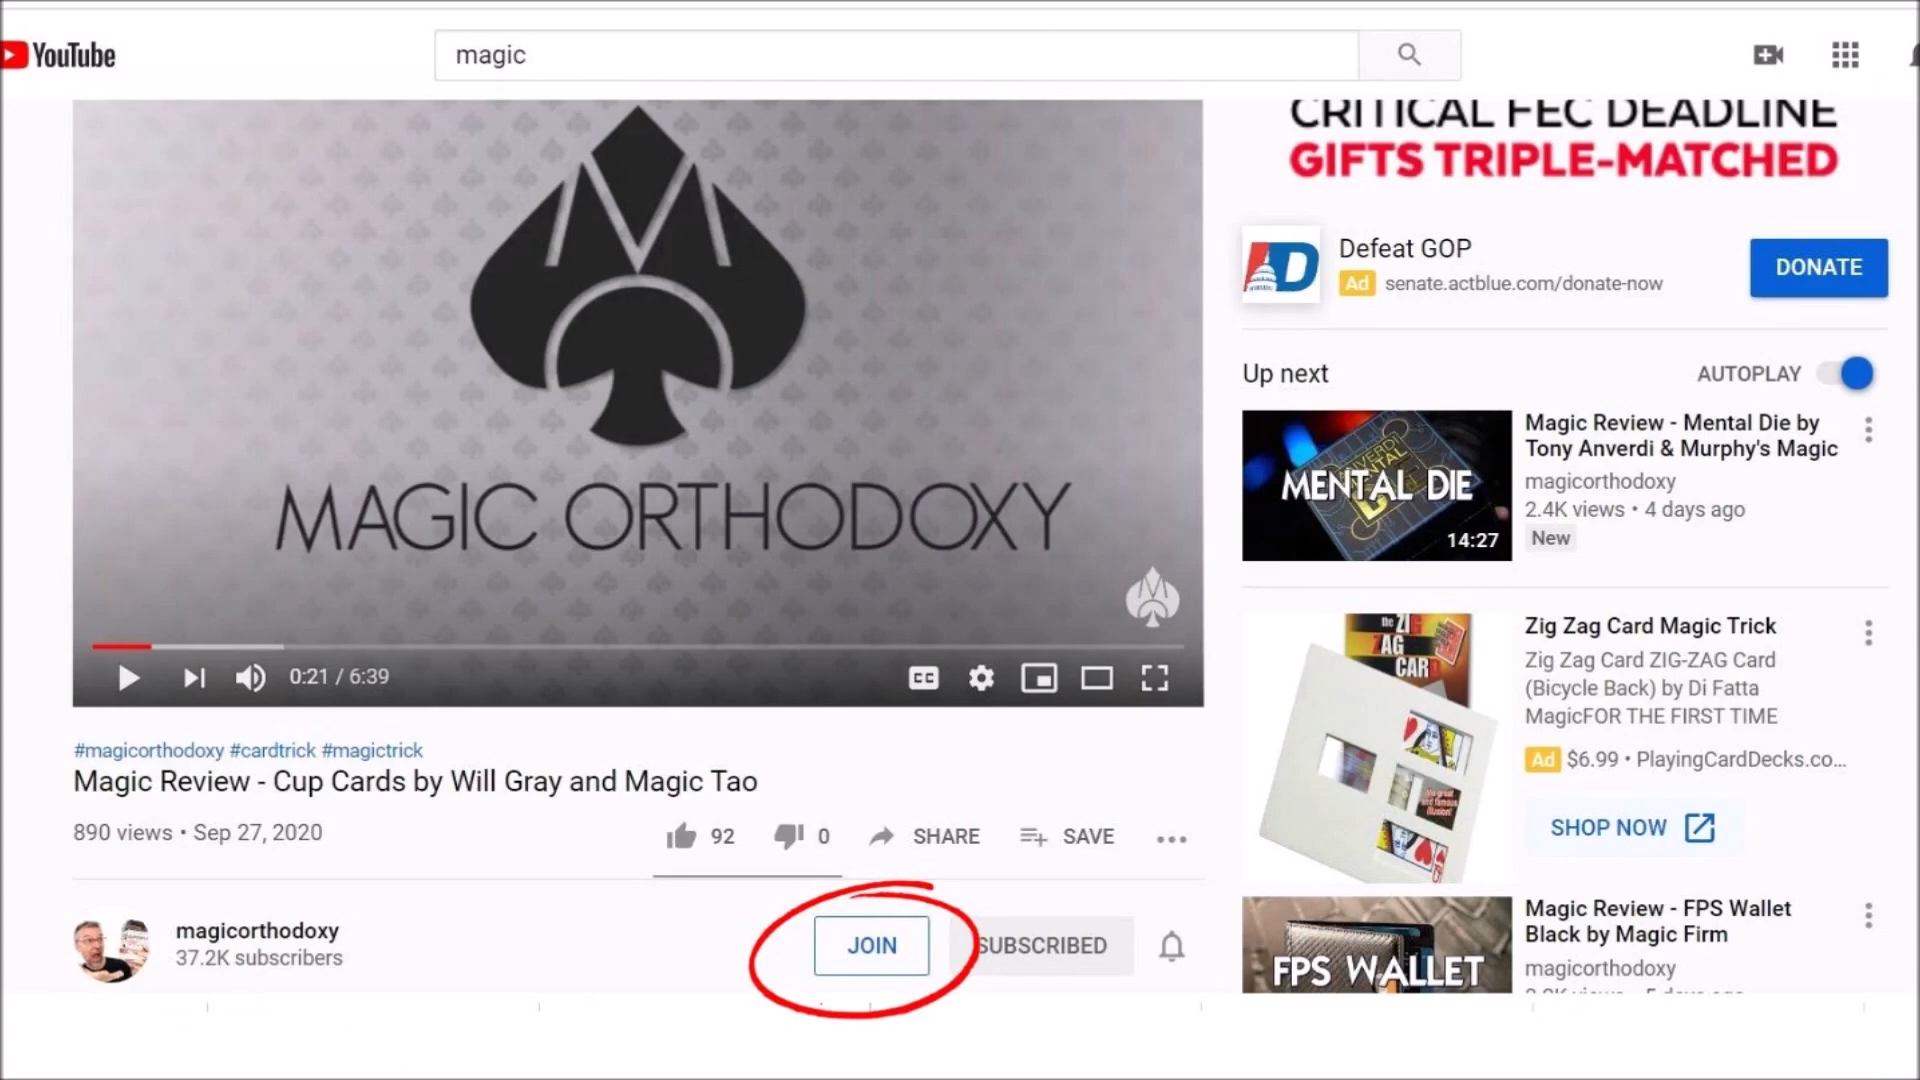 YouTube
magic
MAGIC ORTHODOXY
0:21 / 6:39
CC
#magicorthodoxy #cardtrick #magictrick
Magic Review - Cup Cards by Will Gray and Magic Tao
890 views • Sep 27, 2020
92
0
SHARE
SAVE
magicorthodoxy
37.2K subscribers
JOIN
SUBSCRIBED
CRITICAL FEC DEADLINE
GIFTS TRIPLE-MATCHED
D
Defeat GOP
Ad senate.actblue.com/donate-now
DONATE
Up next
AUTOPLAY
MENTAL DIE
14:27
Magic Review - Mental Die by
Tony Anverdi & Murphy's Magic
magicorthodoxy
2.4K views • 4 days ago
New
the ZIG
ZAG
CARD
Zig Zag Card Magic Trick
Zig Zag Card ZIG-ZAG Card
(Bicycle Back) by Di Fatta
MagicFOR THE FIRST TIME
Ad $6.99 • PlayingCardDecks.co...
SHOP NOW
FPS WALLET
Magic Review - FPS Wallet
Black by Magic Firm
magicorthodoxy